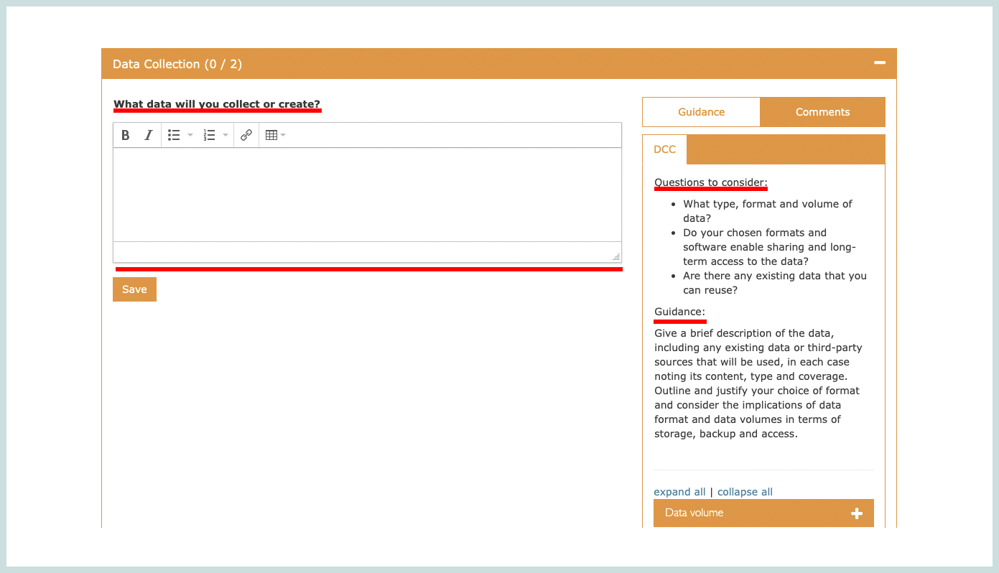 Data Collection (0 / 2)
What data will you collect or create?
B I
Save
Guidance
Comments
DCC
Questions to consider:
• What type, format and volume of
data?
• Do your chosen formats and
software enable sharing and long-
term access to the data?
• Are there any existing data that you
can reuse?
Guidance:
Give a brief description of the data,
including any existing data or third-party
sources that will be used, in each case
noting its content, type and coverage.
Outline and justify your choice of format
and consider the implications of data
format and data volumes in terms of
storage, backup and access.
expand all | collapse all
Data volume